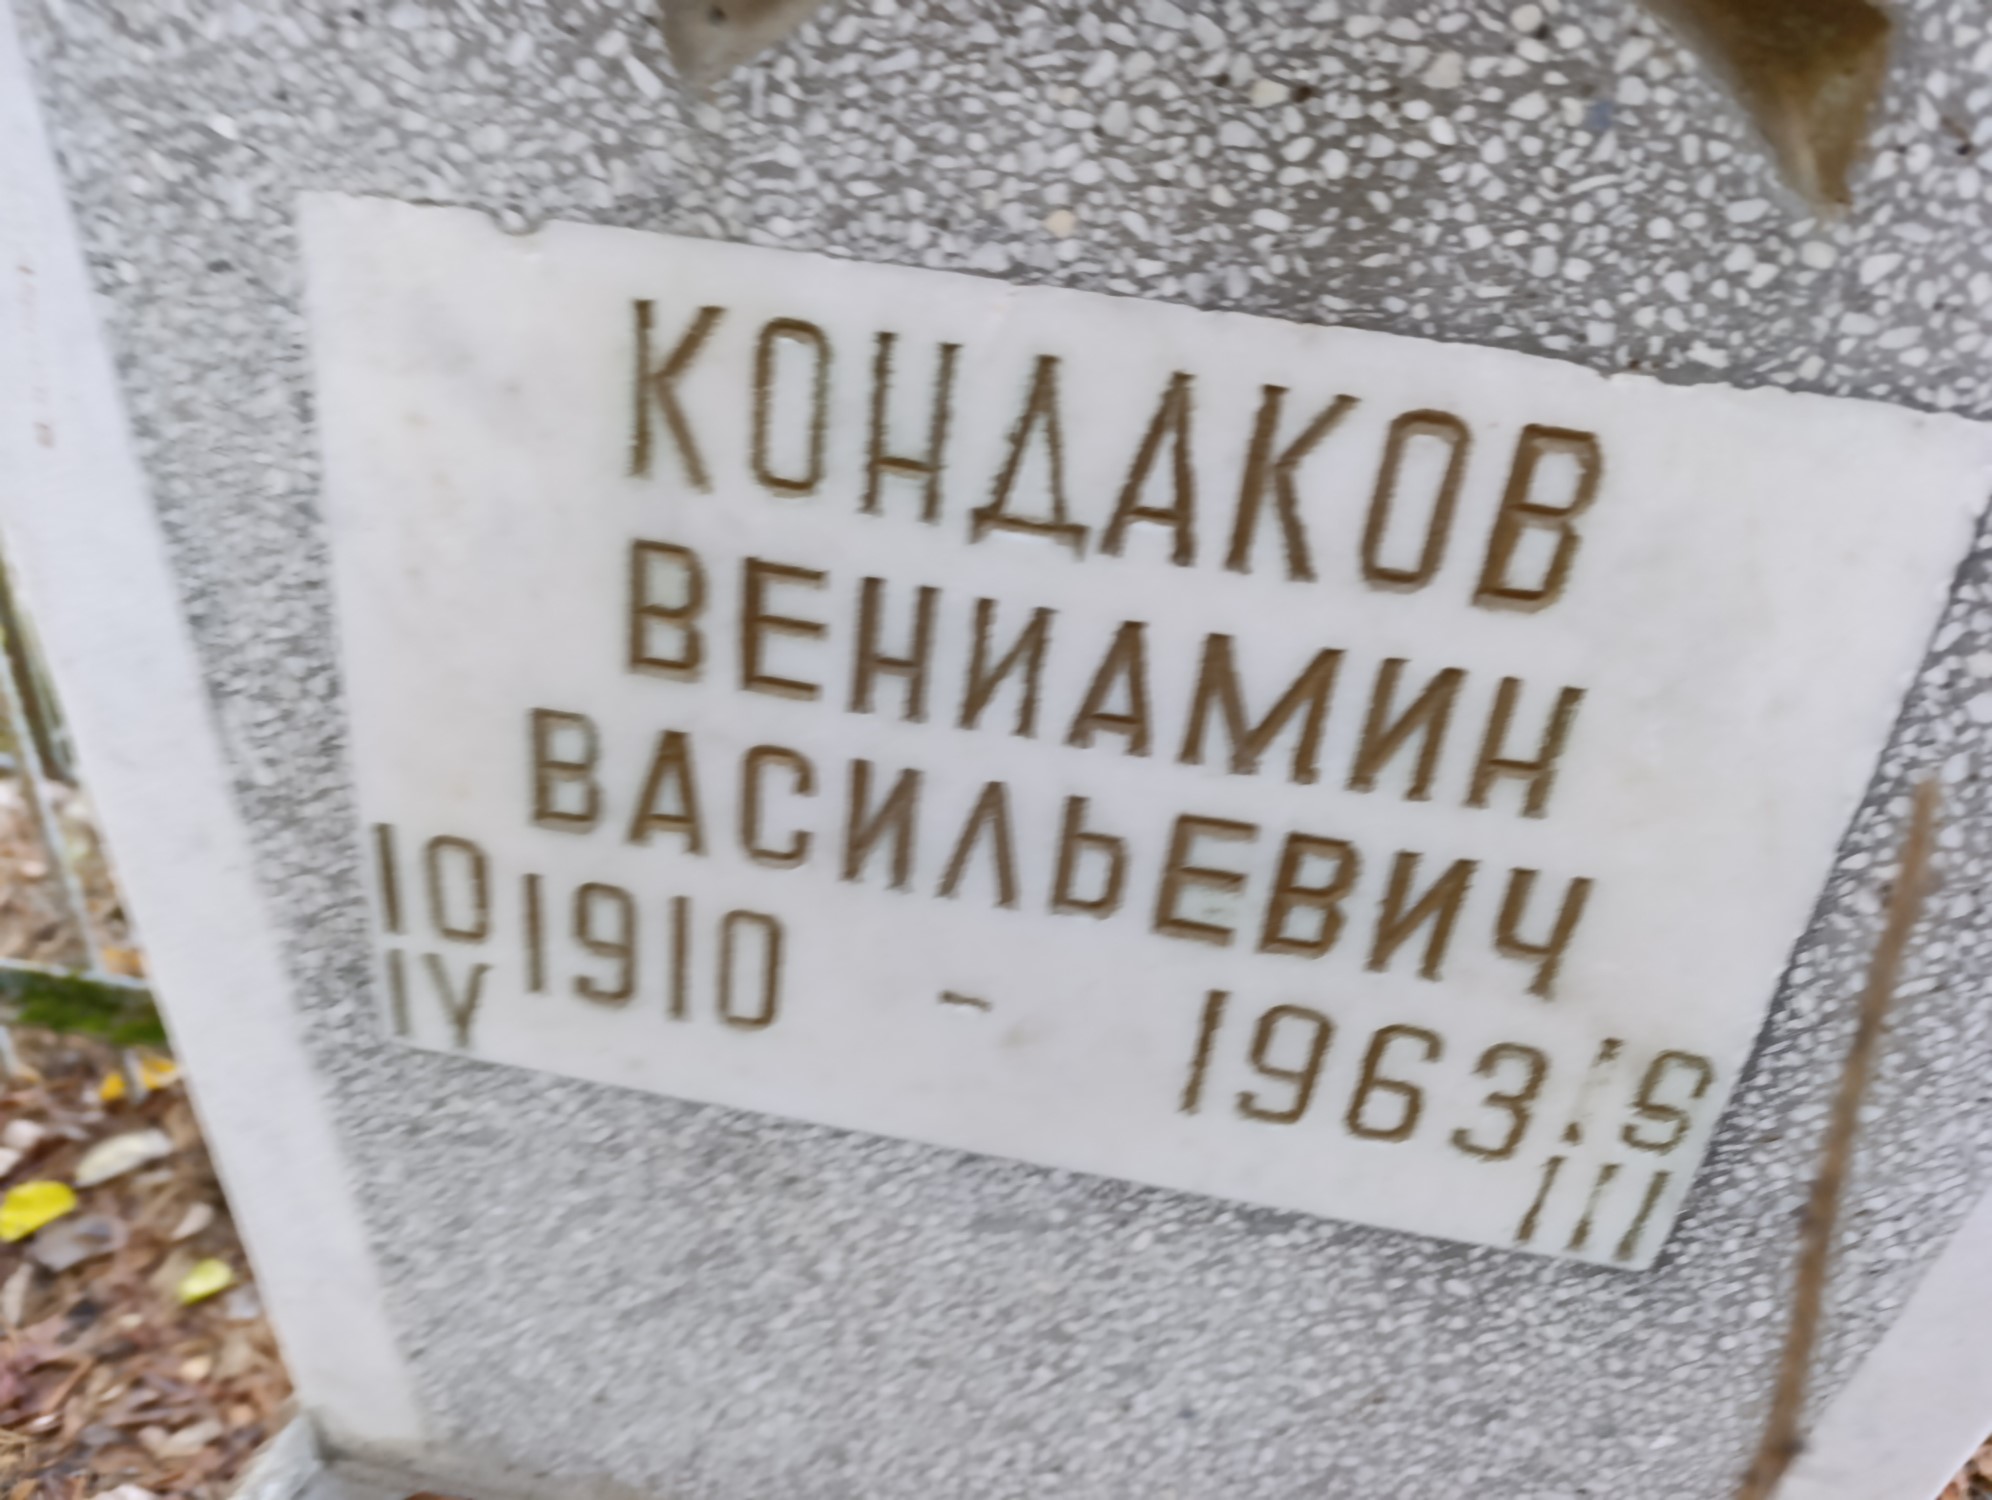 КОНДАКОВ
ВЕНИАМИН
ВАСИЛЬЕВИЧ
10 1910 - 1963
IV III